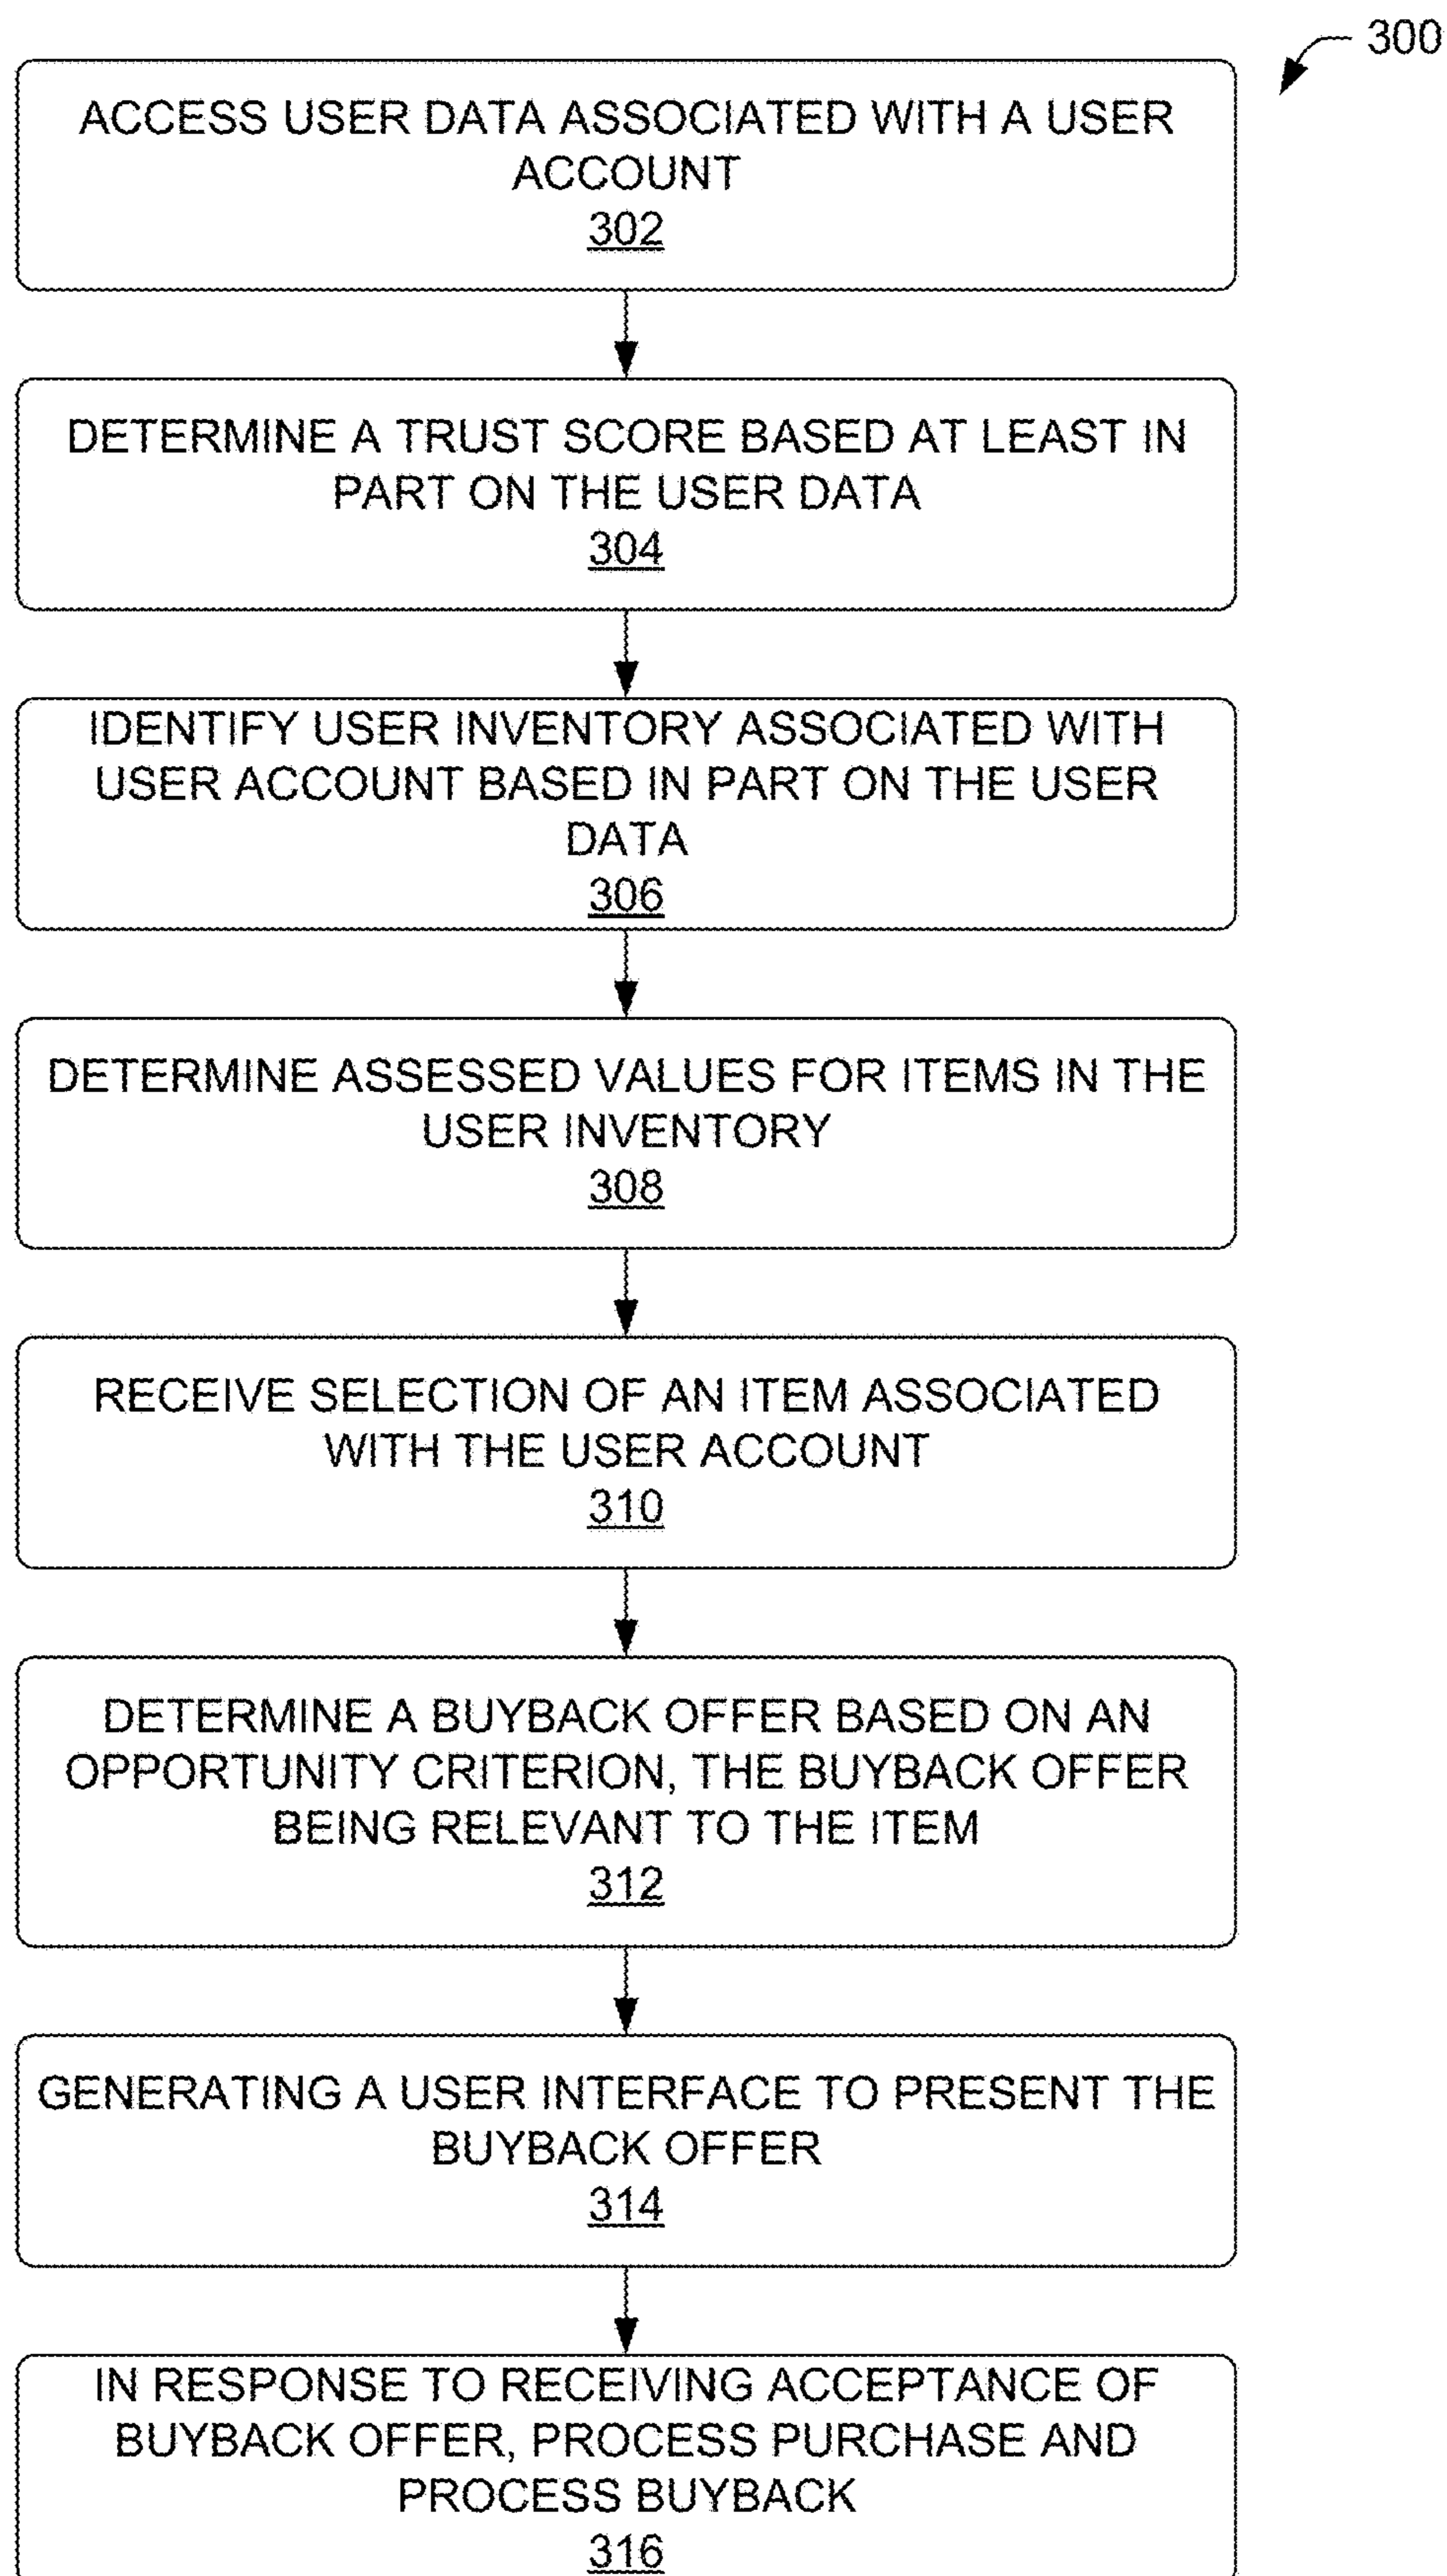 300
ACCESS USER DATA ASSOCIATED WITH A USER
ACCOUNT
302
DETERMINE A TRUST SCORE BASED AT LEAST IN
PART ON THE USER DATA
304
IDENTIFY USER INVENTORY ASSOCIATED WITH
USER ACCOUNT BASED IN PART ON THE USER
DATA
306
DETERMINE ASSESSED VALUES FOR ITEMS IN THE
USER INVENTORY
308
RECEIVE SELECTION OF AN ITEM ASSOCIATED
WITH THE USER ACCOUNT
310
DETERMINE A BUYBACK OFFER BASED ON AN
OPPORTUNITY CRITERION, THE BUYBACK OFFER
BEING RELEVANT TO THE ITEM
312
GENERATING A USER INTERFACE TO PRESENT THE
BUYBACK OFFER
314
IN RESPONSE TO RECEIVING ACCEPTANCE OF
BUYBACK OFFER, PROCESS PURCHASE AND
PROCESS BUYBACK
316